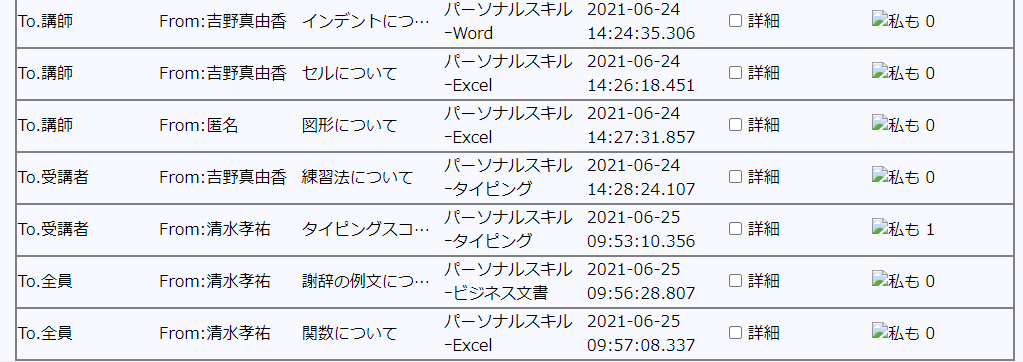 To.講師 From:吉野真由香 インデントにつ… パーソナルスキル 2021-06-24 詳細 私も 0
-Word 14:24:35.306
To.講師 From:吉野真由香 セルについて パーソナルスキル 2021-06-24 詳細 私も 0
-Excel 14:26:18.451
To.講師 From:匿名 図形について パーソナルスキル 2021-06-24 詳細 私も 0
-Excel 14:27:31.857
To.受講者 From:吉野真由香 練習法について パーソナルスキル 2021-06-24 詳細 私も 0
-タイピング 14:28:24.107
To.受講者 From:清水孝祐 タイピングスコ… パーソナルスキル 2021-06-25 詳細 私も 1
-タイピング 09:53:10.356
To.全員 From:清水孝祐 謝辞の例文につ… パーソナルスキル 2021-06-25 詳細 私も 0
-ビジネス文書 09:56:28.807
To.全員 From:清水孝祐 関数について パーソナルスキル 2021-06-25 詳細 私も 0
-Excel 09:57:08.337